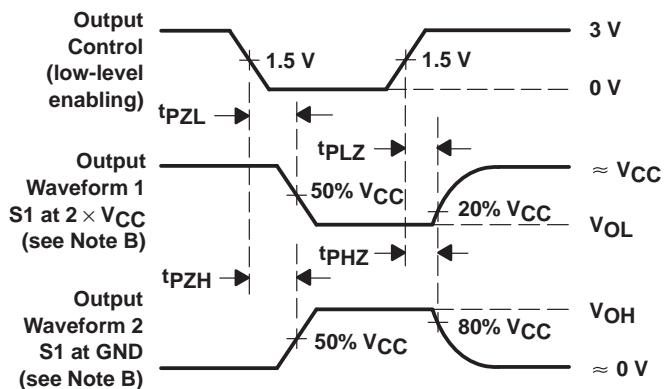 Output
Control
(low-level
enabling)
1.5 V
1.5 V
3 V
0 V
tPZL
tPLZ
Output
Waveform 1
S1 at 2 × VCC
(see Note B)
50% VCC
20% VCC
≈ VCC
VOL
tPZH
tPHZ
Output
Waveform 2
S1 at GND
(see Note B)
50% VCC
80% VCC
VOH
≈ 0 V